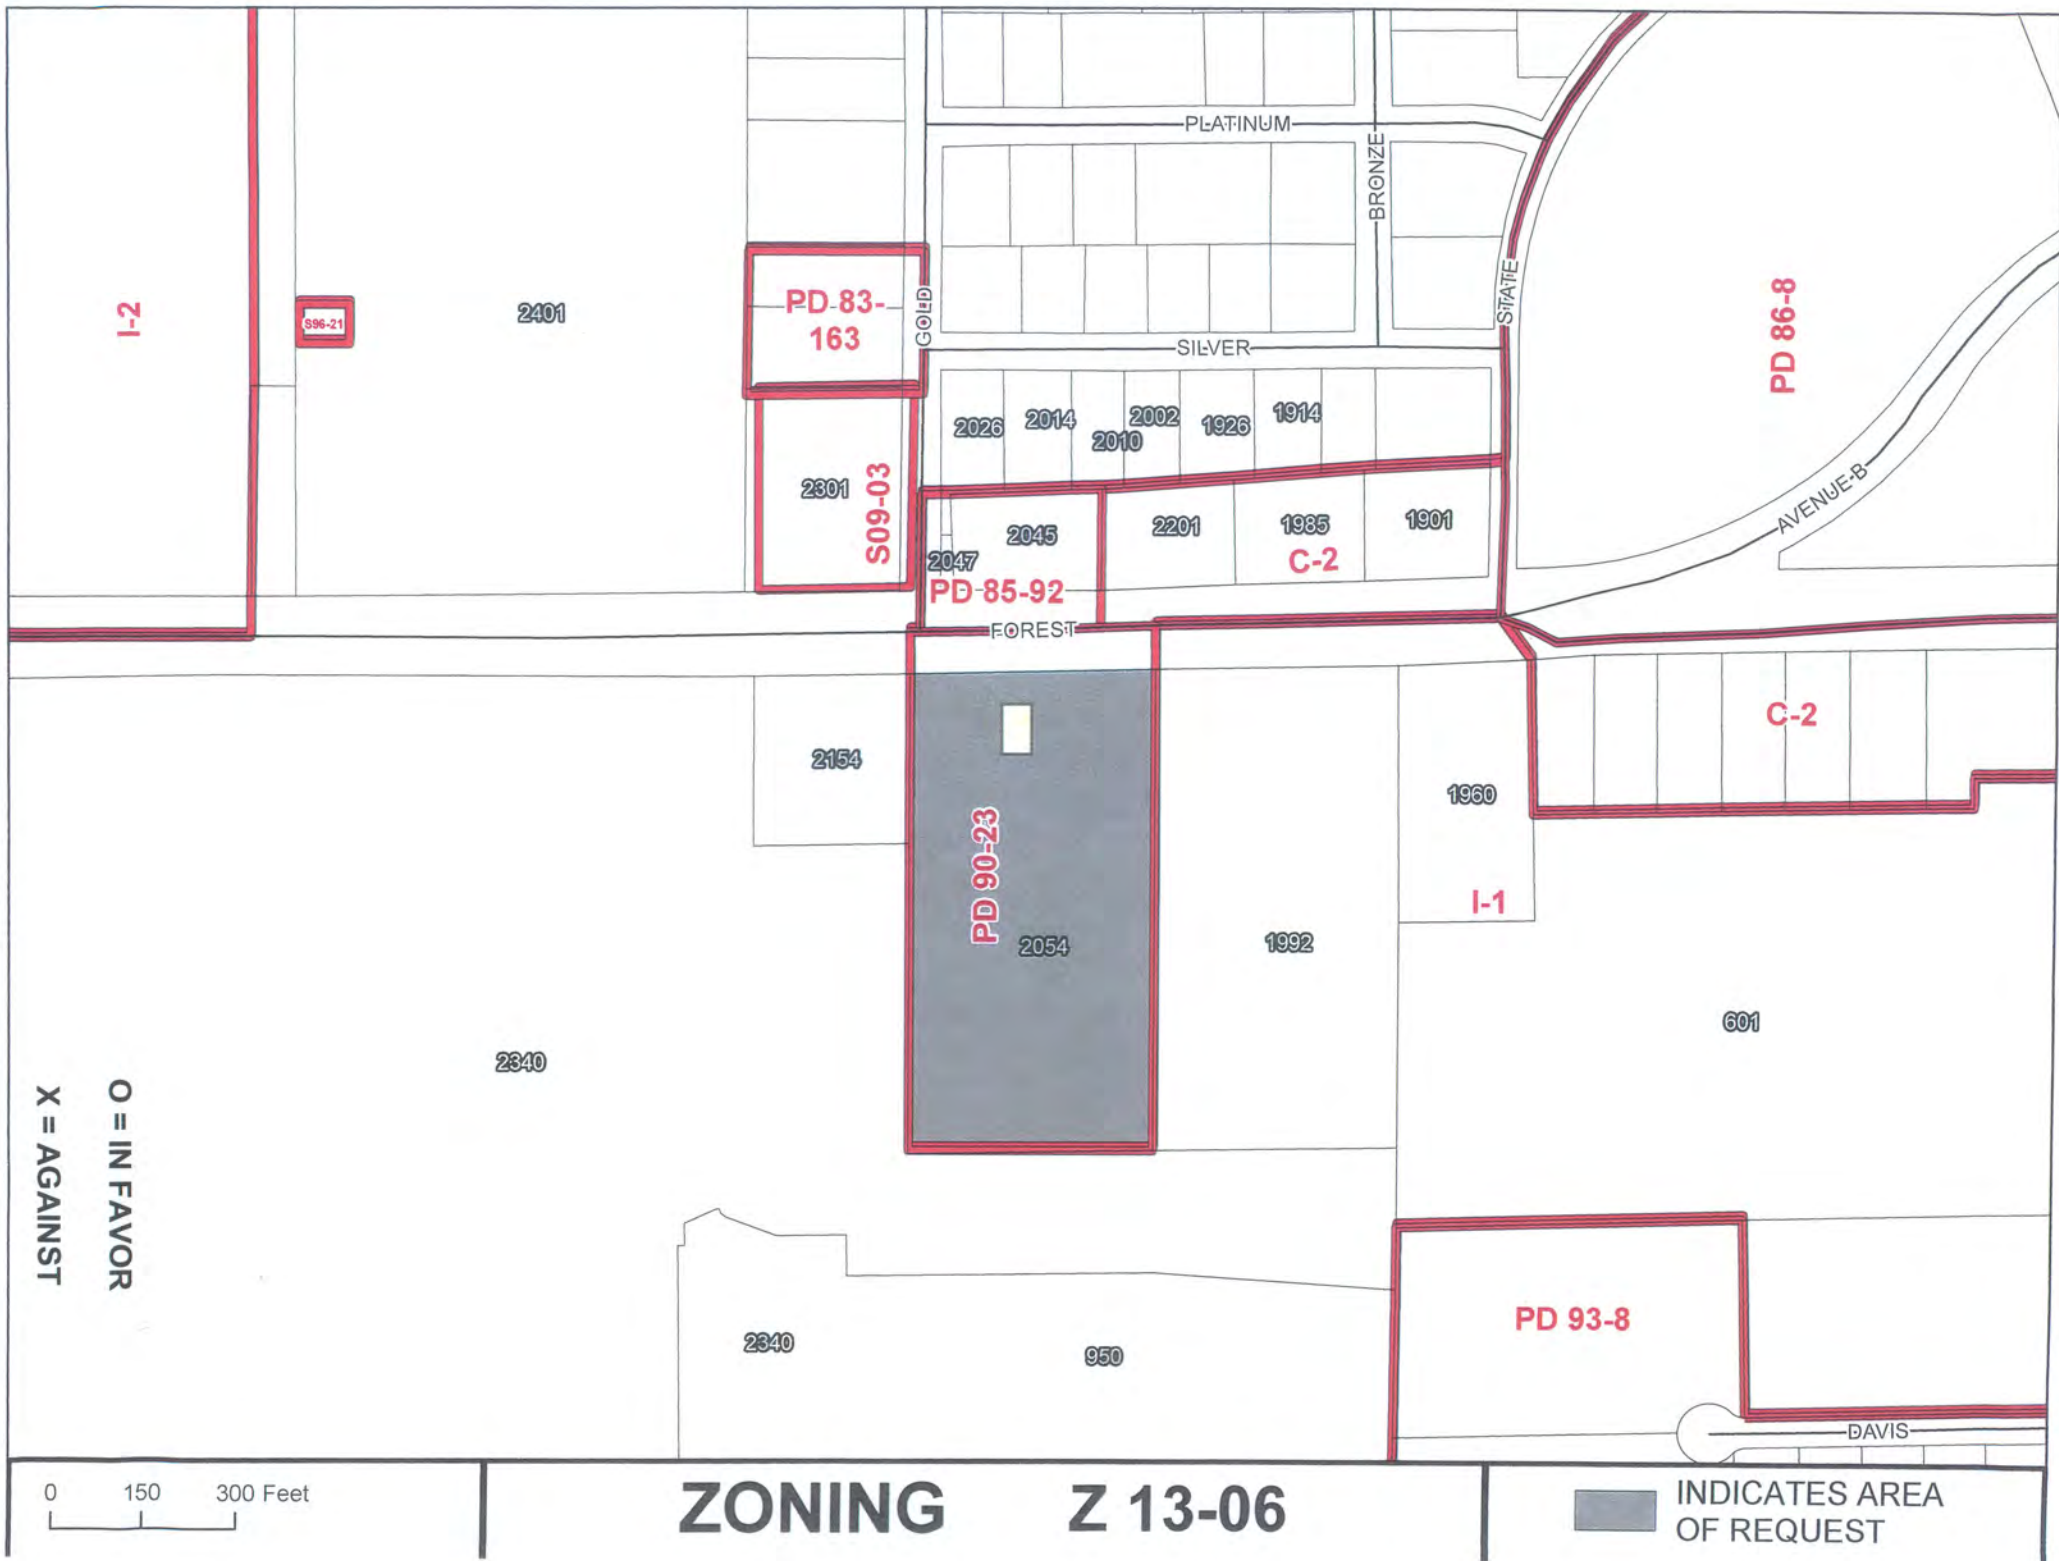 PLATINUM
BRONZE
STATE
I-2
S96-21
2401
PD 83-
163
GOLD
SILVER
PD 86-8
AVENUE B
2026
2014
2010
2002
1926
1914
2301
S09-03
2047
2045
PD 85-92
2201
1985
C-2
1901
FOREST
2154
PD 90-23
2054
1992
1960
I-1
C-2
601
2340
O = IN FAVOR
X = AGAINST
2340
950
PD 93-8
DAVIS
0 150 300 Feet
ZONING Z 13-06
INDICATES AREA
OF REQUEST